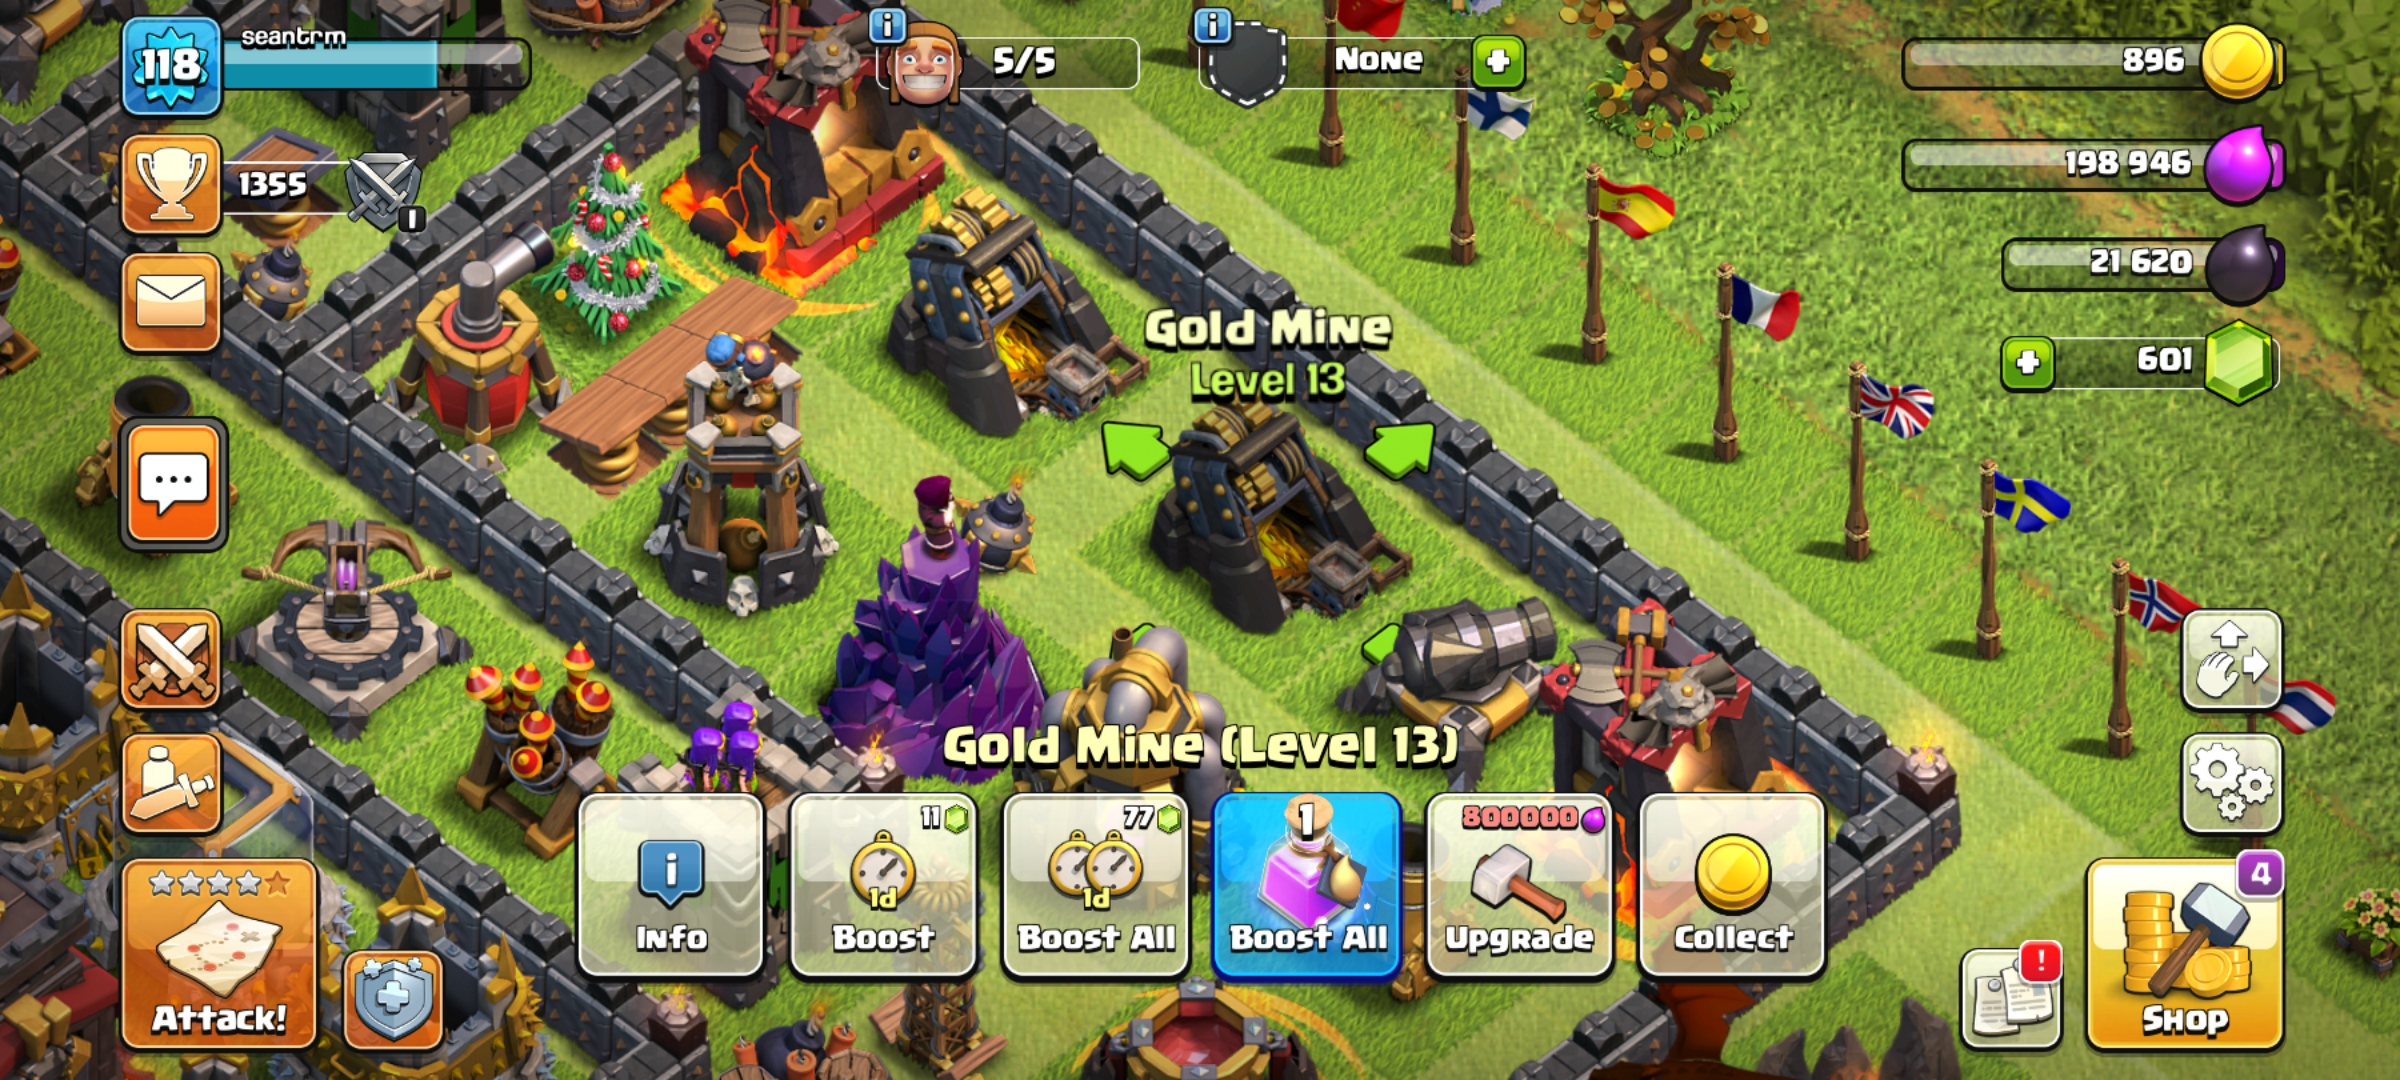 118
seantrm
5/5
None
896
1355
I
198 946
21 620
601
Gold Mine
Level 13
Gold Mine (Level 13)
Info
11
1d
Boost
77
1d
Boost All
1
Boost All
800000
Upgrade
Collect
Attack!
!
4
Shop